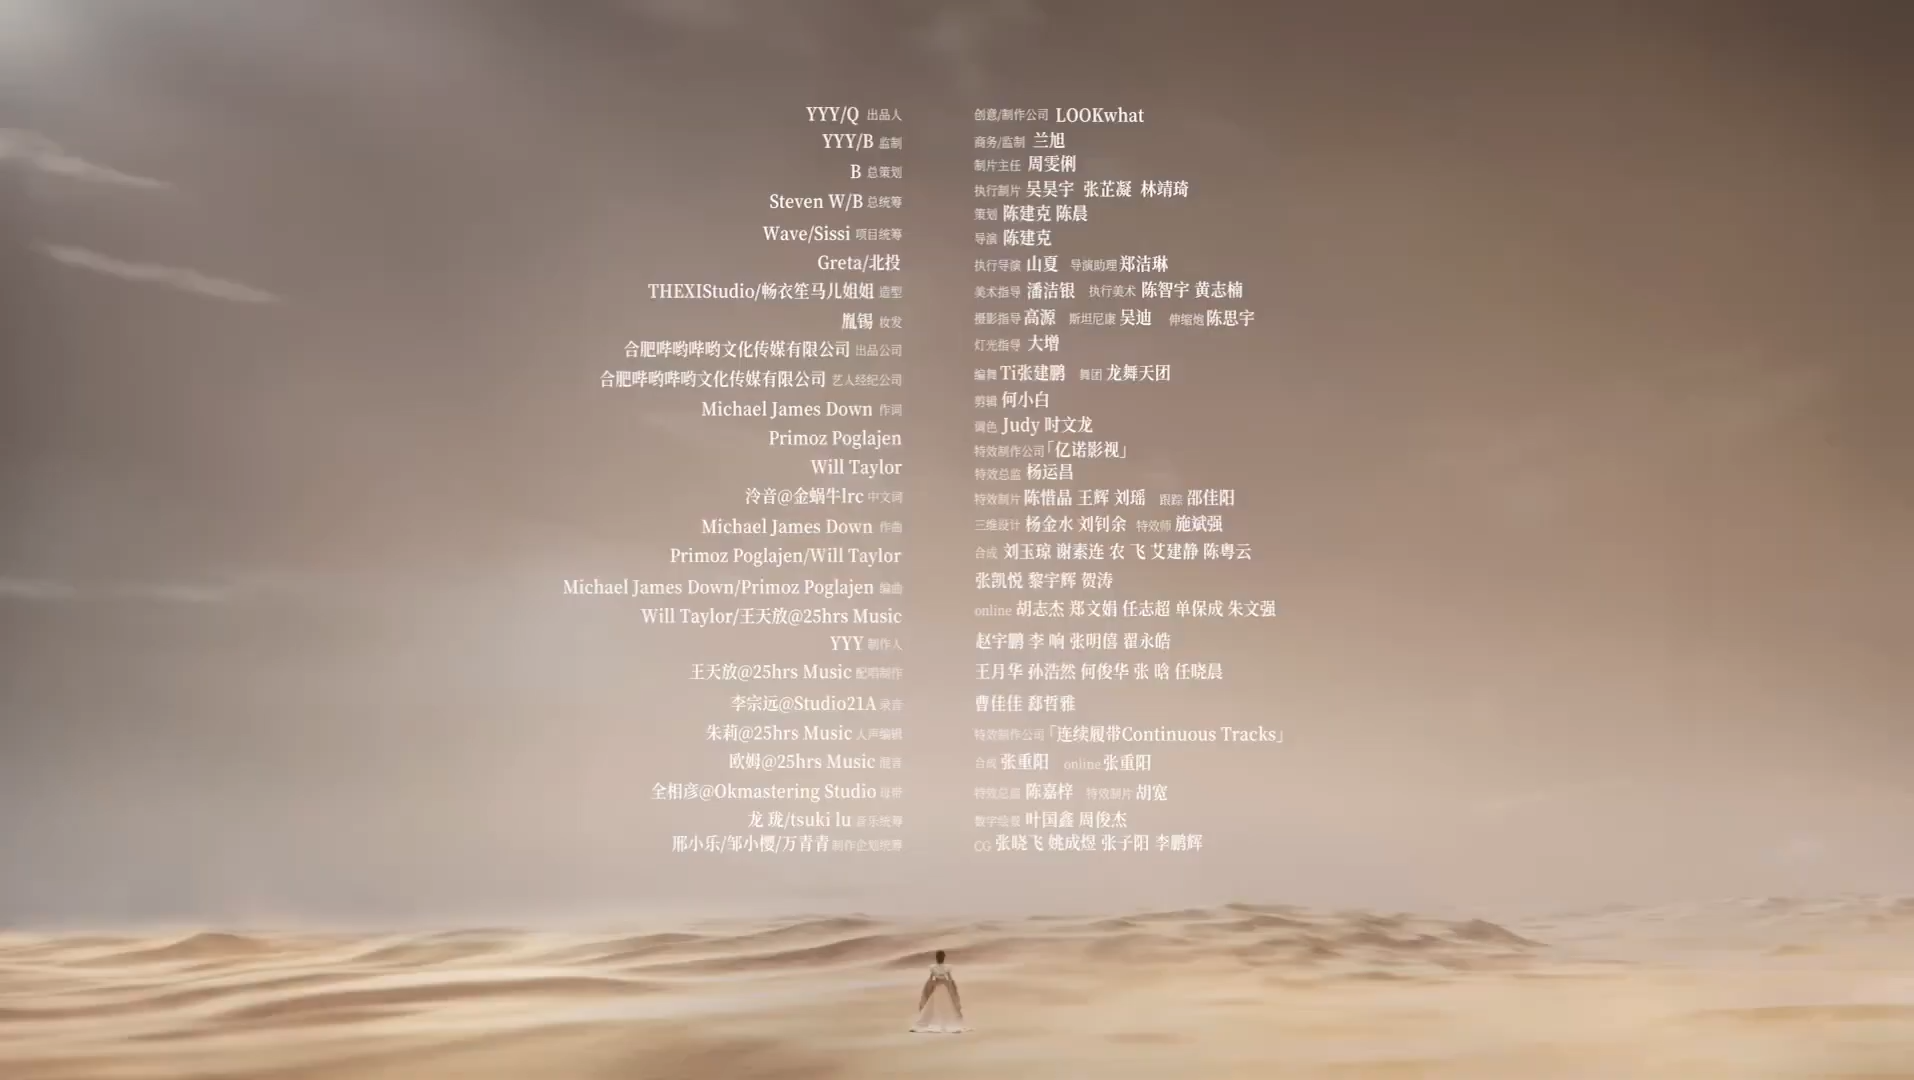 YYY/Q 出品人
YYY/B 监制
B 总策划
Steven W/B 总统筹
Wave/Sissi 项目统筹
Greta/北投
THEXIStudio/畅衣笙马儿姐姐 造型
胤锡 妆发
合肥哔哟哔哟文化传媒有限公司 出品公司
合肥哔哟哔哟文化传媒有限公司 艺人经纪公司
Michael James Down 作词
Primoz Poglajen
Will Taylor
泠音@金蜗牛lrc 中文词
Michael James Down 作曲
Primoz Poglajen/Will Taylor
Michael James Down/Primoz Poglajen 编曲
Will Taylor/王天放@25hrs Music
YYY 制作人
王天放@25hrs Music 配唱制作
李宗远@Studio21A 录音
朱莉@25hrs Music 人声编辑
欧姆@25hrs Music 混音
全相彦@Okmastering Studio 母带
龙 珑/tsuki lu 音乐统筹
邢小乐/邹小樱/万青青 制作企划统筹
创意/制作公司 LOOKwhat
商务/监制 兰旭
制片主任 周雯俐
执行制片 吴昊宇 张芷凝 林靖琦
策划 陈建克 陈晨
导演 陈建克
执行导演 山夏 导演助理 郑洁琳
美术指导 潘洁银 执行美术 陈智宇 黄志楠
摄影指导 高源 斯坦尼康 吴迪 伸缩炮 陈思宇
灯光指导 大增
编舞 Ti张建鹏 舞团 龙舞天团
剪辑 何小白
调色 Judy 时文龙
特效制作公司「亿诺影视」
特效总监 杨运昌
特效制片 陈惜晶 王辉 刘瑶 跟踪 邵佳阳
三维设计 杨金水 刘钊余 特效师 施斌强
合成 刘玉琼 谢素连 农 飞 艾建静 陈粤云
张凯悦 黎宇辉 贺涛
online 胡志杰 郑文娟 任志超 单保成 朱文强
赵宇鹏 李 响 张明僖 翟永皓
王月华 孙浩然 何俊华 张 晗 任晓晨
曹佳佳 郄哲雅
特效制作公司「连续履带Continuous Tracks」
合成 张重阳 online 张重阳
特效总监 陈嘉梓 特效制片 胡宽
数字绘景 叶国鑫 周俊杰
CG 张晓飞 姚成煜 张子阳 李鹏辉